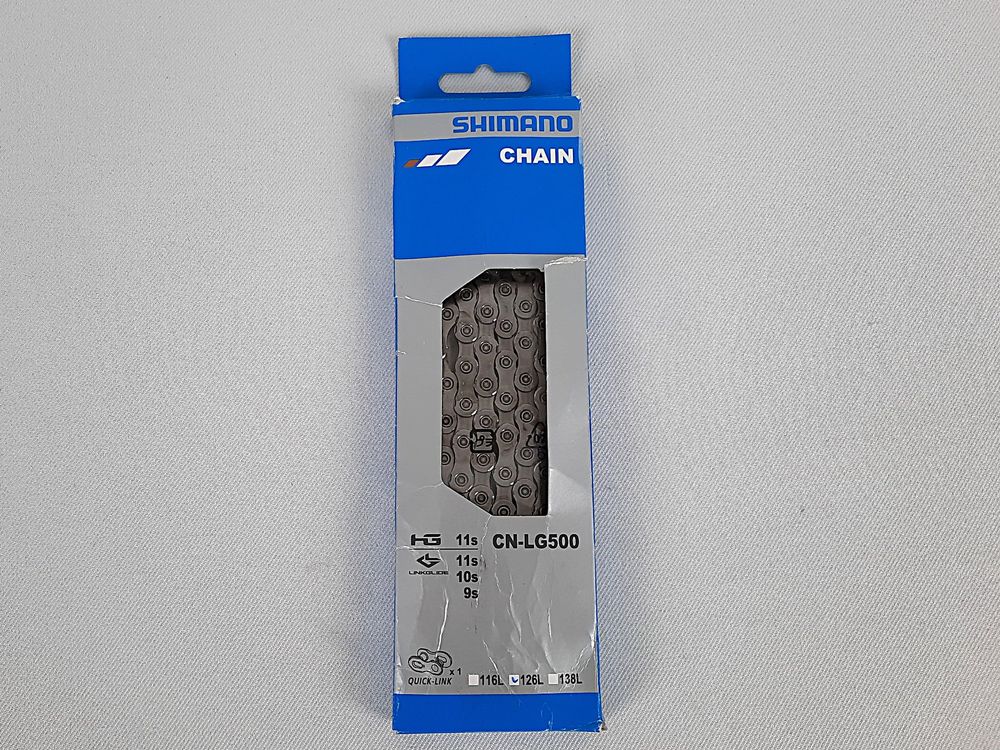 SHIMANO
CHAIN
HG 11s CN-LG500
LINKGLIDE 11s
10s
9s
x 1
QUICK-LINK 116L 126L 138L